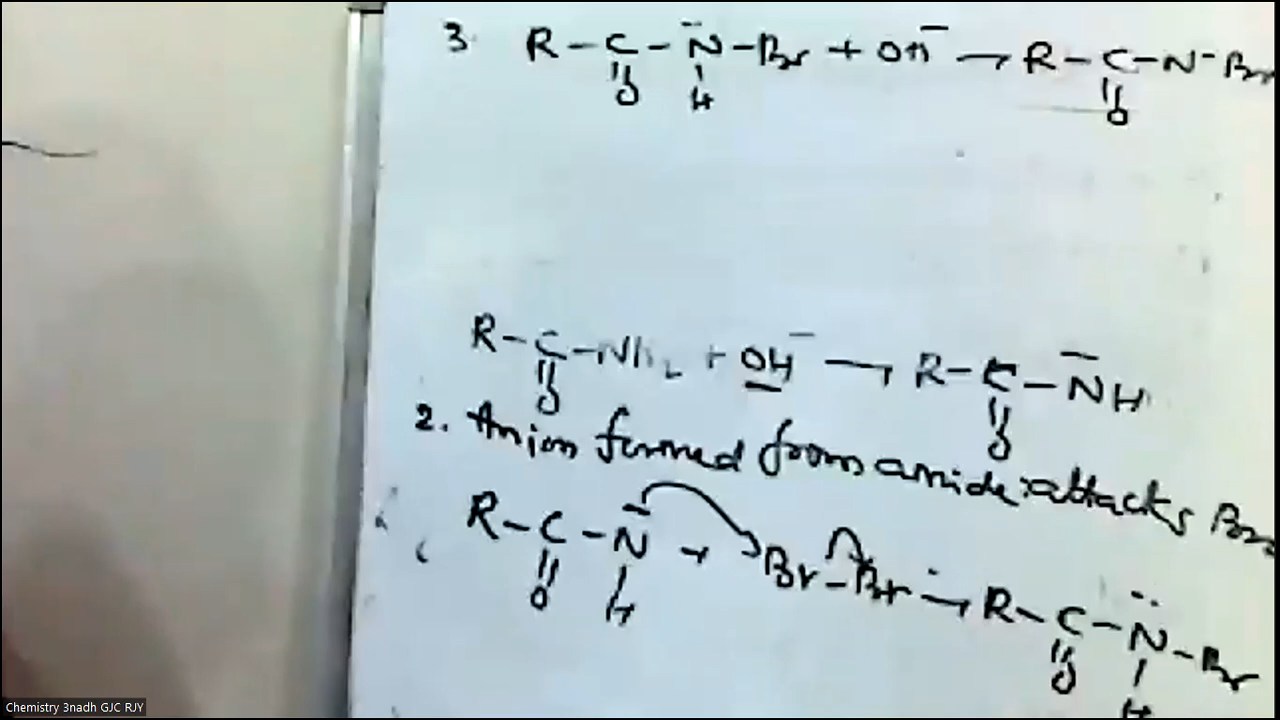 3. R-C-N̈-Br + OH⁻ → R-C-N⁻-Br
|| | ||
O H O
R-C-NH₂ + OH⁻ → R-C-N̄H
|| ||
O O
2. Anion formed from amide attacks
R-C-N̄ + Br-Br → R-C-N̈-Br
|| | || |
O H O H
Chemistry 3nadh GJC RJY